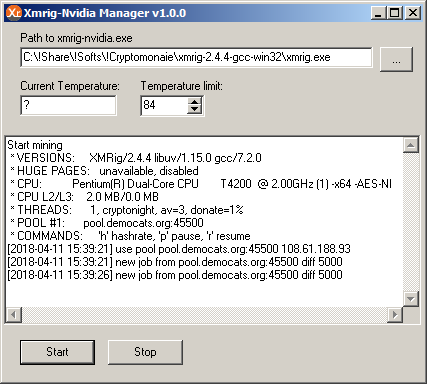 Xr Xmrig-Nvidia Manager v1.0.0
Path to xmrig-nvidia.exe
C:\!Share\!Softs\!Cryptomonaie\xmrig-2.4.4-gcc-win32\xmrig.exe ...
Current Temperature: Temperature limit:
? 84
Start mining
* VERSIONS: XMRig/2.4.4 libuv/1.15.0 gcc/7.2.0
* HUGE PAGES: unavailable, disabled
* CPU: Pentium(R) Dual-Core CPU T4200 @ 2.00GHz (1) -x64 -AES-NI
* CPU L2/L3: 2.0 MB/0.0 MB
* THREADS: 1, cryptonight, av=3, donate=1%
* POOL #1: pool.democats.org:45500
* COMMANDS: 'h' hashrate, 'p' pause, 'r' resume
[2018-04-11 15:39:21] use pool pool.democats.org:45500 108.61.188.93
[2018-04-11 15:39:21] new job from pool.democats.org:45500 diff 5000
[2018-04-11 15:39:26] new job from pool.democats.org:45500 diff 5000
Start Stop